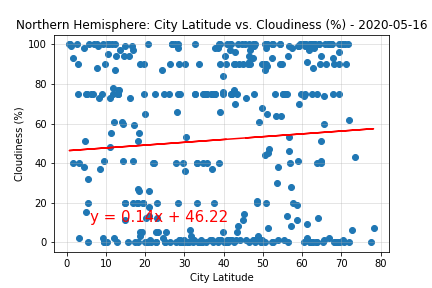 Northern Hemisphere: City Latitude vs. Cloudiness (%) - 2020-05-16
Cloudiness (%)
100
80
60
40
20
0
y = 0.14x + 46.22
0 10 20 30 40 50 60 70 80
City Latitude